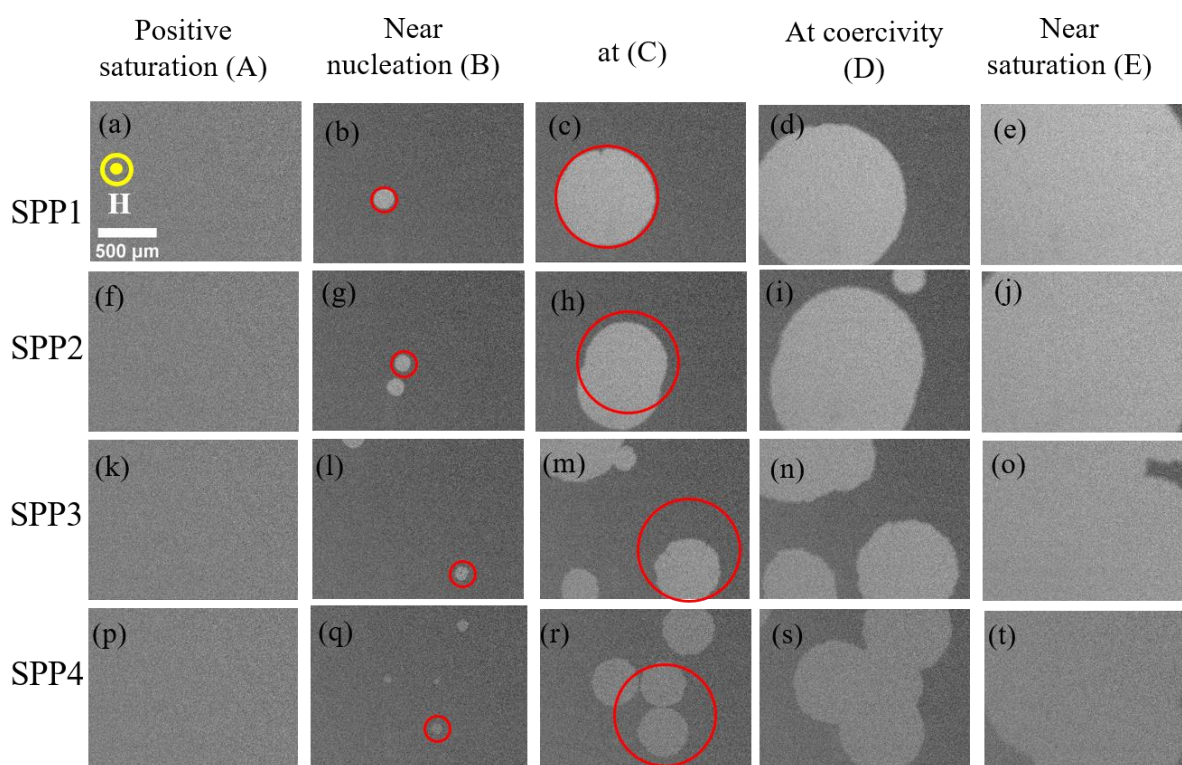 Positive
saturation (A)
Near
nucleation (B)
at (C)
At coercivity
(D)
Near
saturation (E)
SPP1
(a)
H
500 µm
(b)
(c)
(d)
(e)
SPP2
(f)
(g)
(h)
(i)
(j)
SPP3
(k)
(l)
(m)
(n)
(o)
SPP4
(p)
(q)
(r)
(s)
(t)